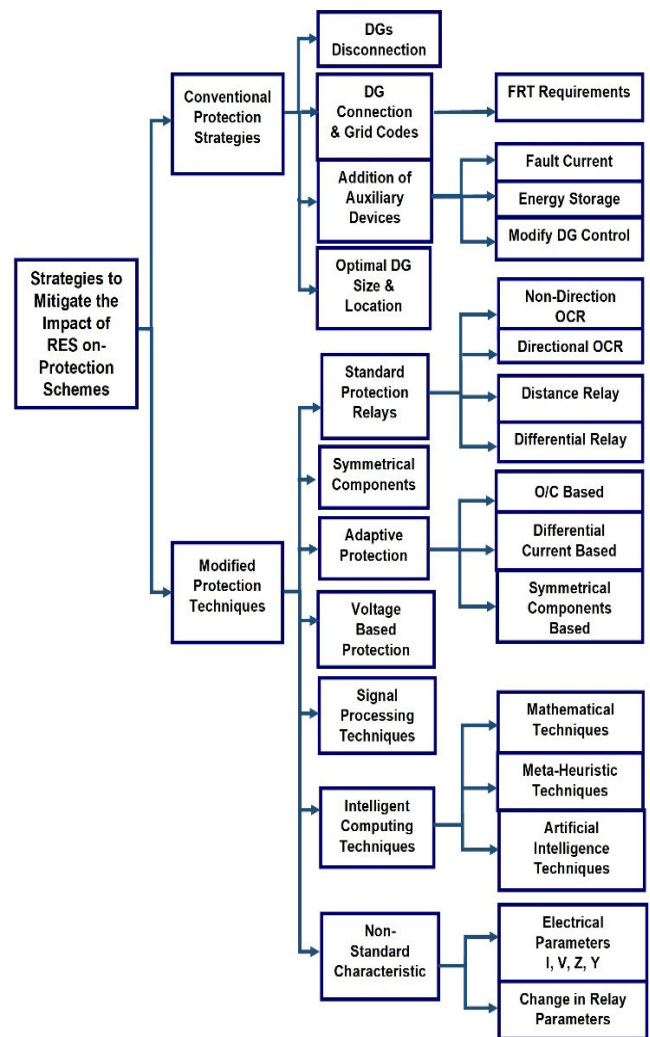 Strategies to
Mitigate the
Impact of
RES on-
Protection
Schemes
Conventional
Protection
Strategies
DGs
Disconnection
DG
Connection
& Grid Codes
FRT Requirements
Addition of
Auxiliary
Devices
Fault Current
Energy Storage
Modify DG Control
Optimal DG
Size &
Location
Modified
Protection
Techniques
Standard
Protection
Relays
Non-Direction
OCR
Directional OCR
Distance Relay
Differential Relay
Symmetrical
Components
Adaptive
Protection
O/C Based
Differential
Current Based
Symmetrical
Components
Based
Voltage
Based
Protection
Signal
Processing
Techniques
Intelligent
Computing
Techniques
Mathematical
Techniques
Meta-Heuristic
Techniques
Artificial
Intelligence
Techniques
Non-
Standard
Characteristic
Electrical
Parameters
I, V, Z, Y
Change in Relay
Parameters